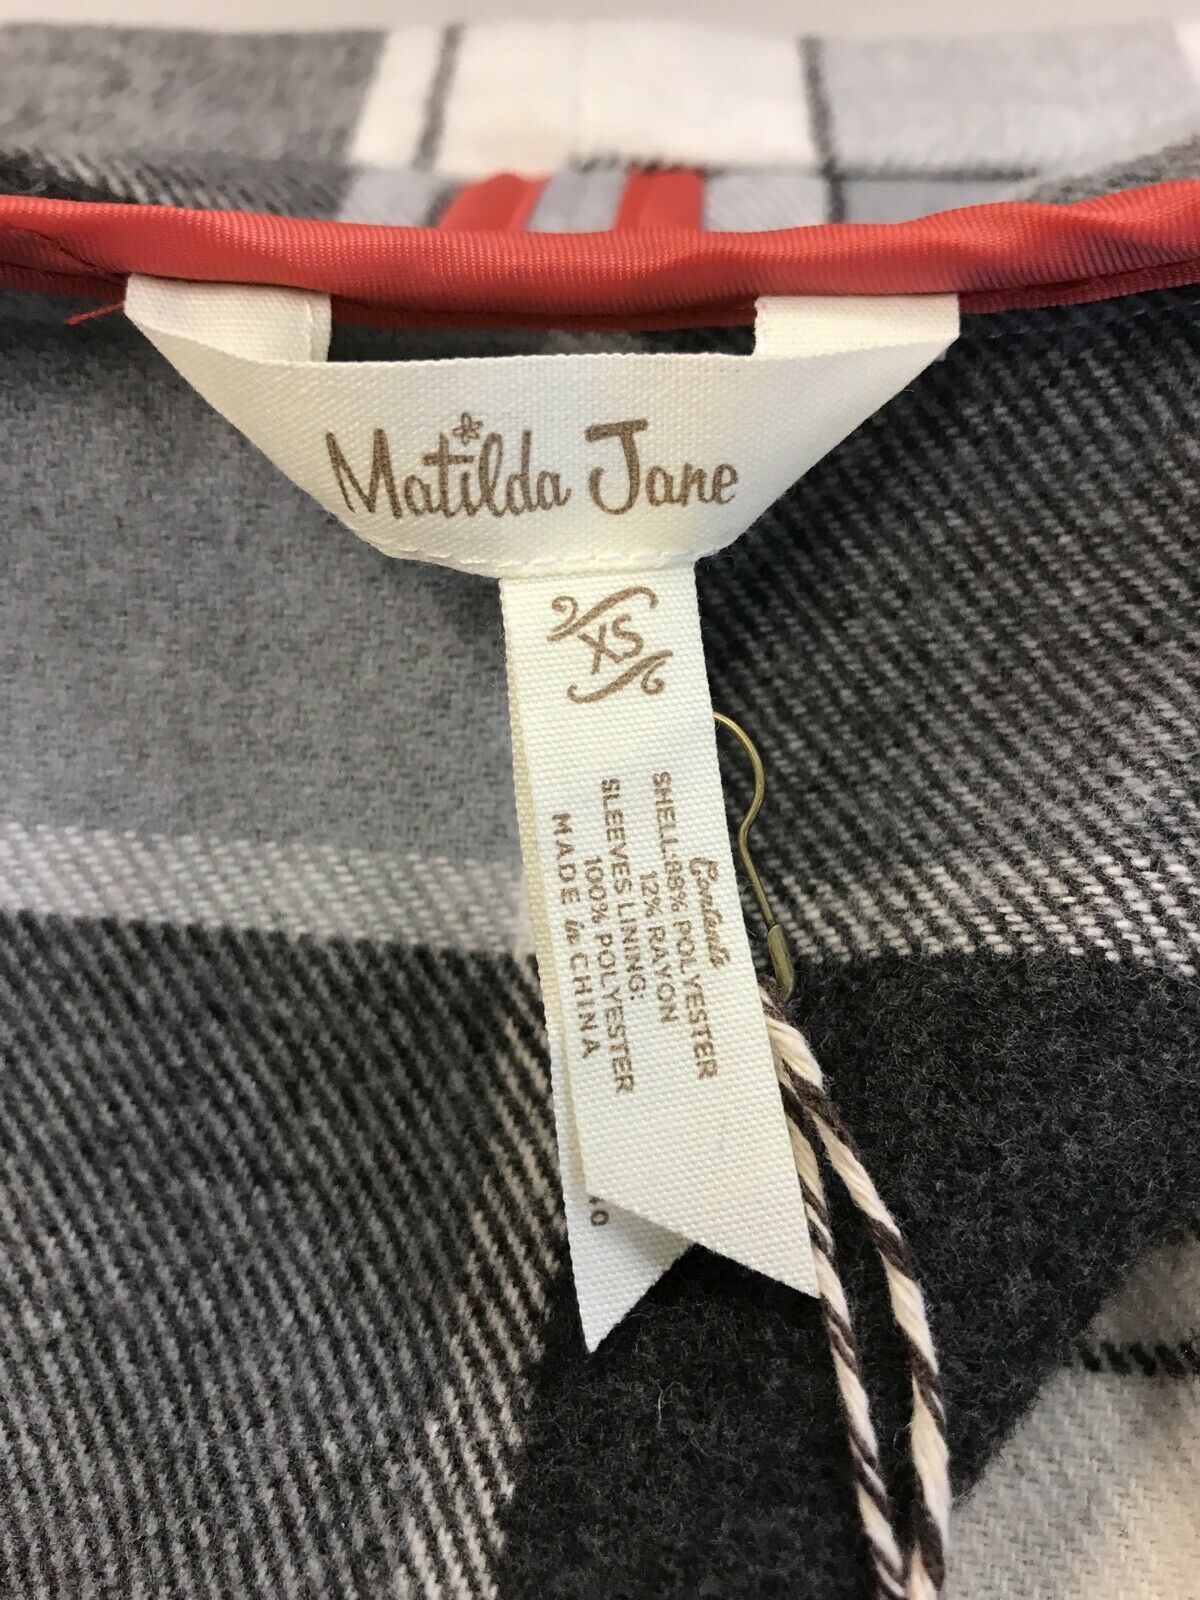 Matilda Jane
XS
Contents
SHELL:88% POLYESTER
12% RAYON
SLEEVES LINING:
100% POLYESTER
MADE in CHINA